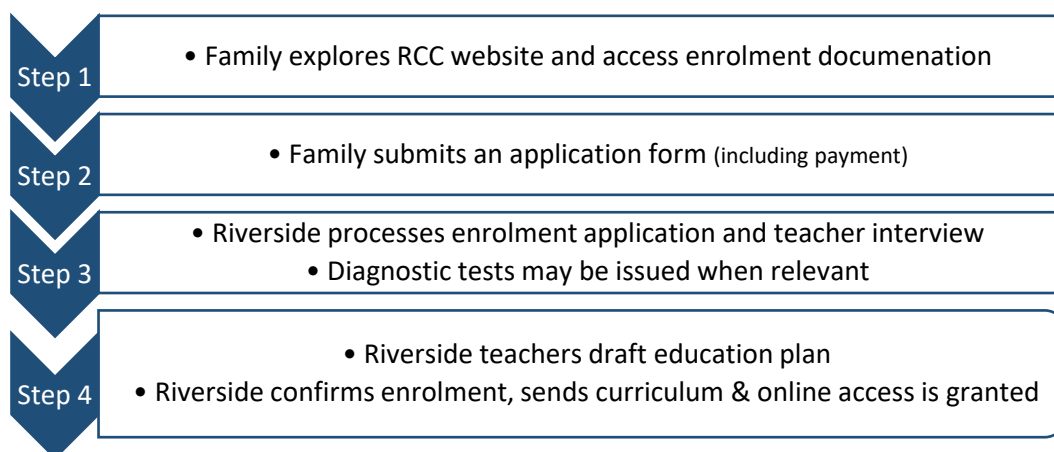 Step 1
• Family explores RCC website and access enrolment documenation
Step 2
• Family submits an application form (including payment)
Step 3
• Riverside processes enrolment application and teacher interview
• Diagnostic tests may be issued when relevant
Step 4
• Riverside teachers draft education plan
• Riverside confirms enrolment, sends curriculum & online access is granted